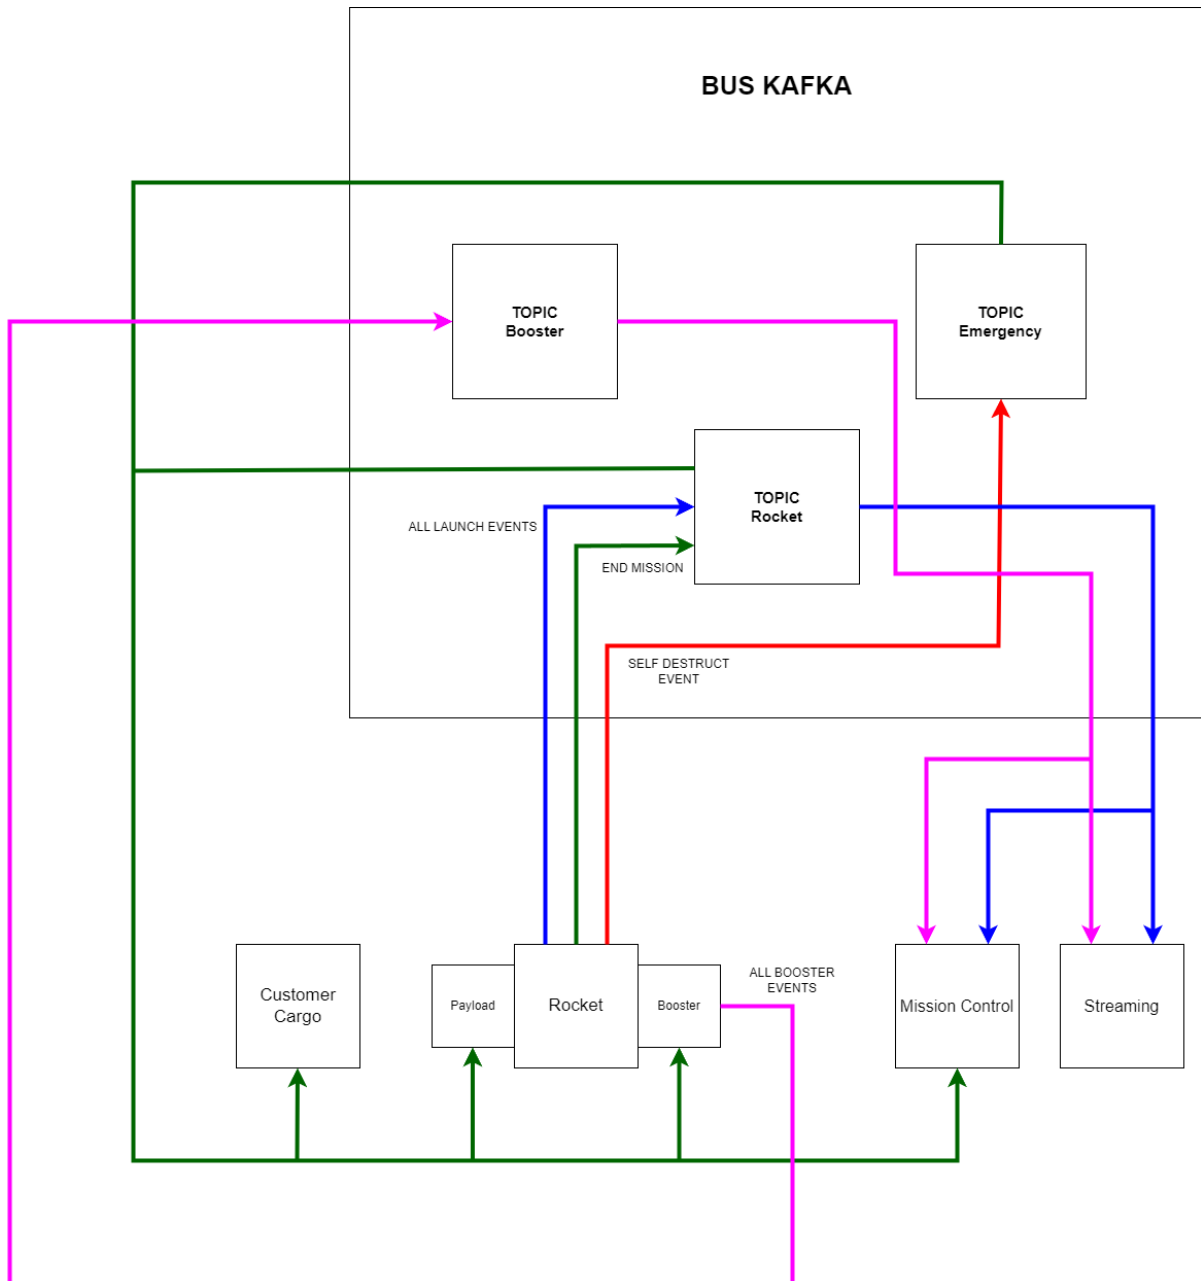 BUS KAFKA
TOPIC
Booster
TOPIC
Emergency
TOPIC
Rocket
ALL LAUNCH EVENTS
END MISSION
SELF DESTRUCT
EVENT
Customer
Cargo
Payload
Rocket
Booster
ALL BOOSTER
EVENTS
Mission Control
Streaming